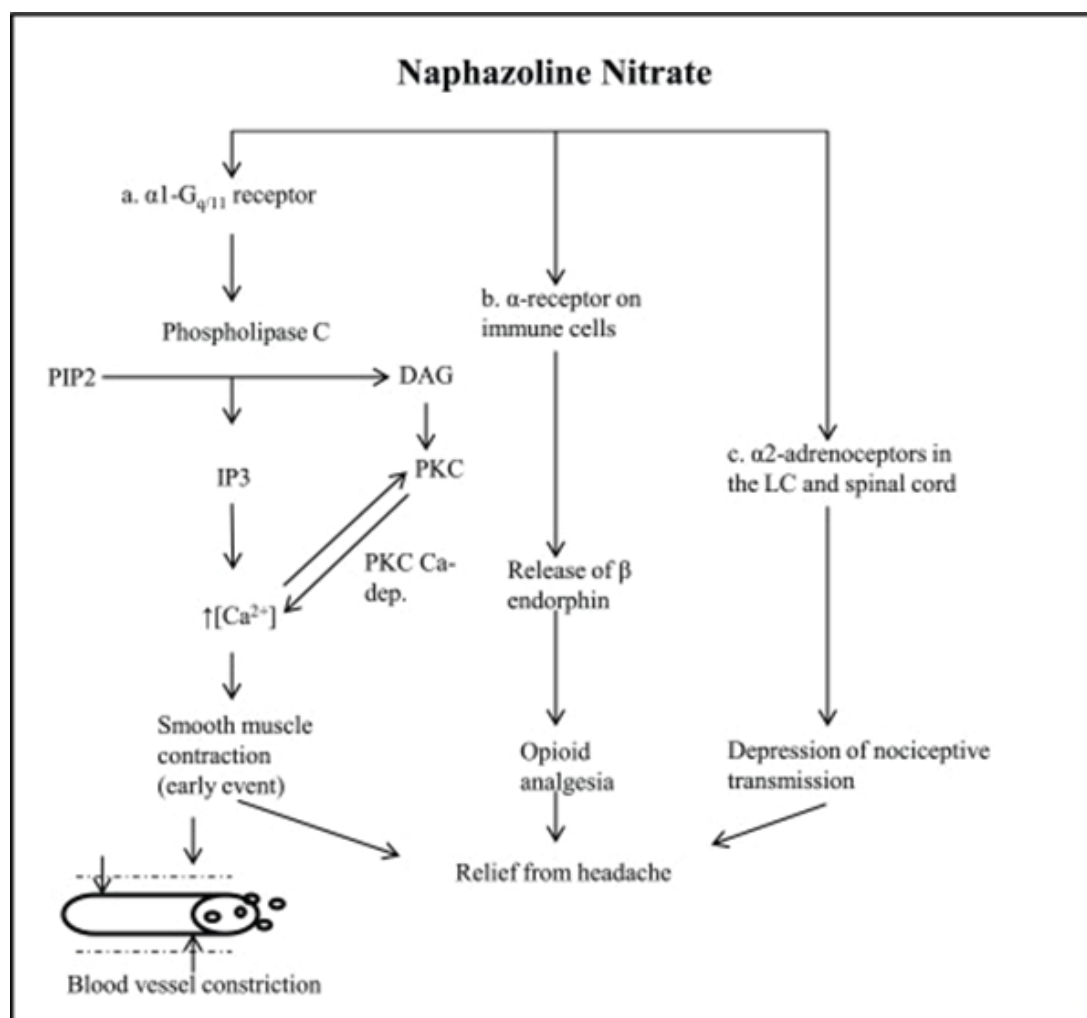 Naphazoline Nitrate
a. α1-Gq/11 receptor
Phospholipase C
PIP2
DAG
IP3
PKC
PKC Ca-
dep.
↑[Ca²⁺]
Smooth muscle
contraction
(early event)
Blood vessel constriction
b. α-receptor on
immune cells
Release of β
endorphin
Opioid
analgesia
c. α2-adrenoceptors in
the LC and spinal cord
Depression of nociceptive
transmission
Relief from headache